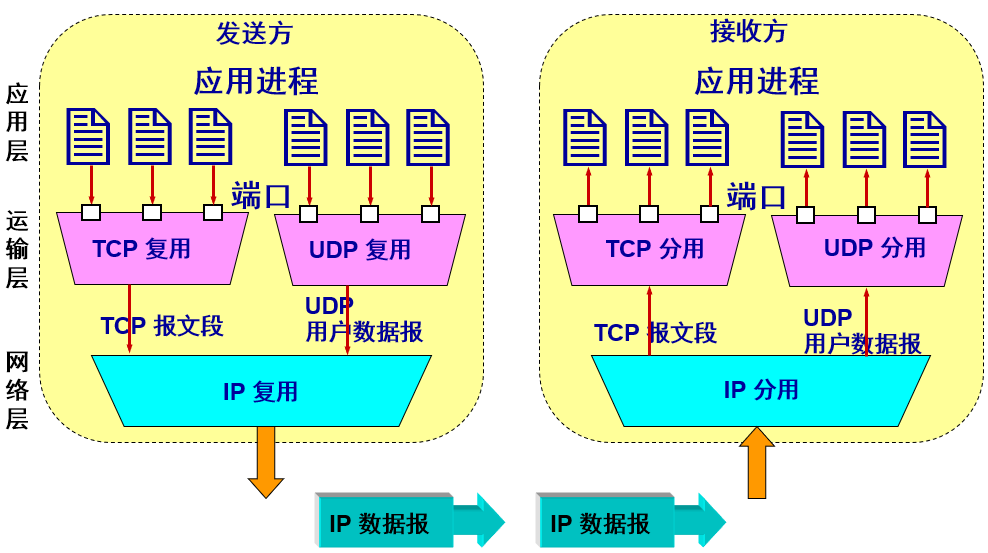 发送方
接收方
应用进程
应用进程
应用层
端口
端口
运输层
TCP 复用
UDP 复用
TCP 分用
UDP 分用
TCP 报文段
UDP
用户数据报
TCP 报文段
UDP
用户数据报
网络层
IP 复用
IP 分用
IP 数据报
IP 数据报